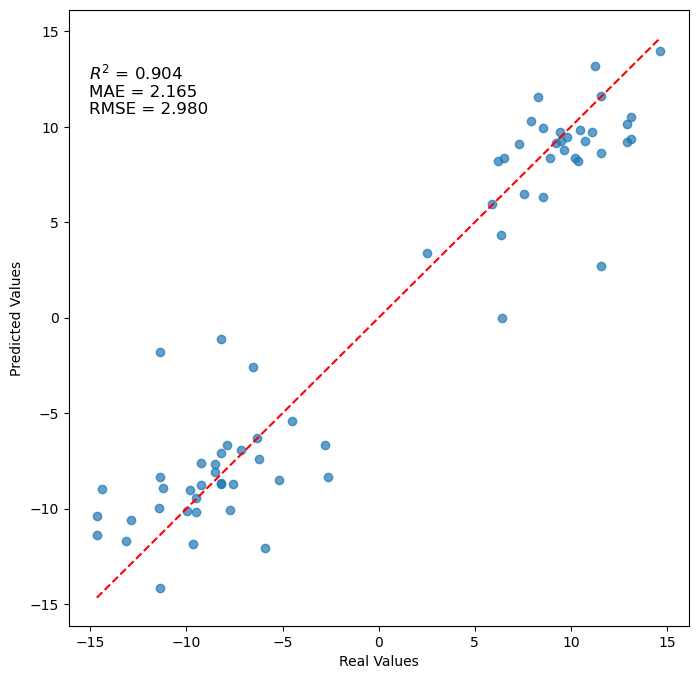 R² = 0.904
MAE = 2.165
RMSE = 2.980
15
10
5
0
−5
−10
−15
Predicted Values
−15 −10 −5 0 5 10 15
Real Values